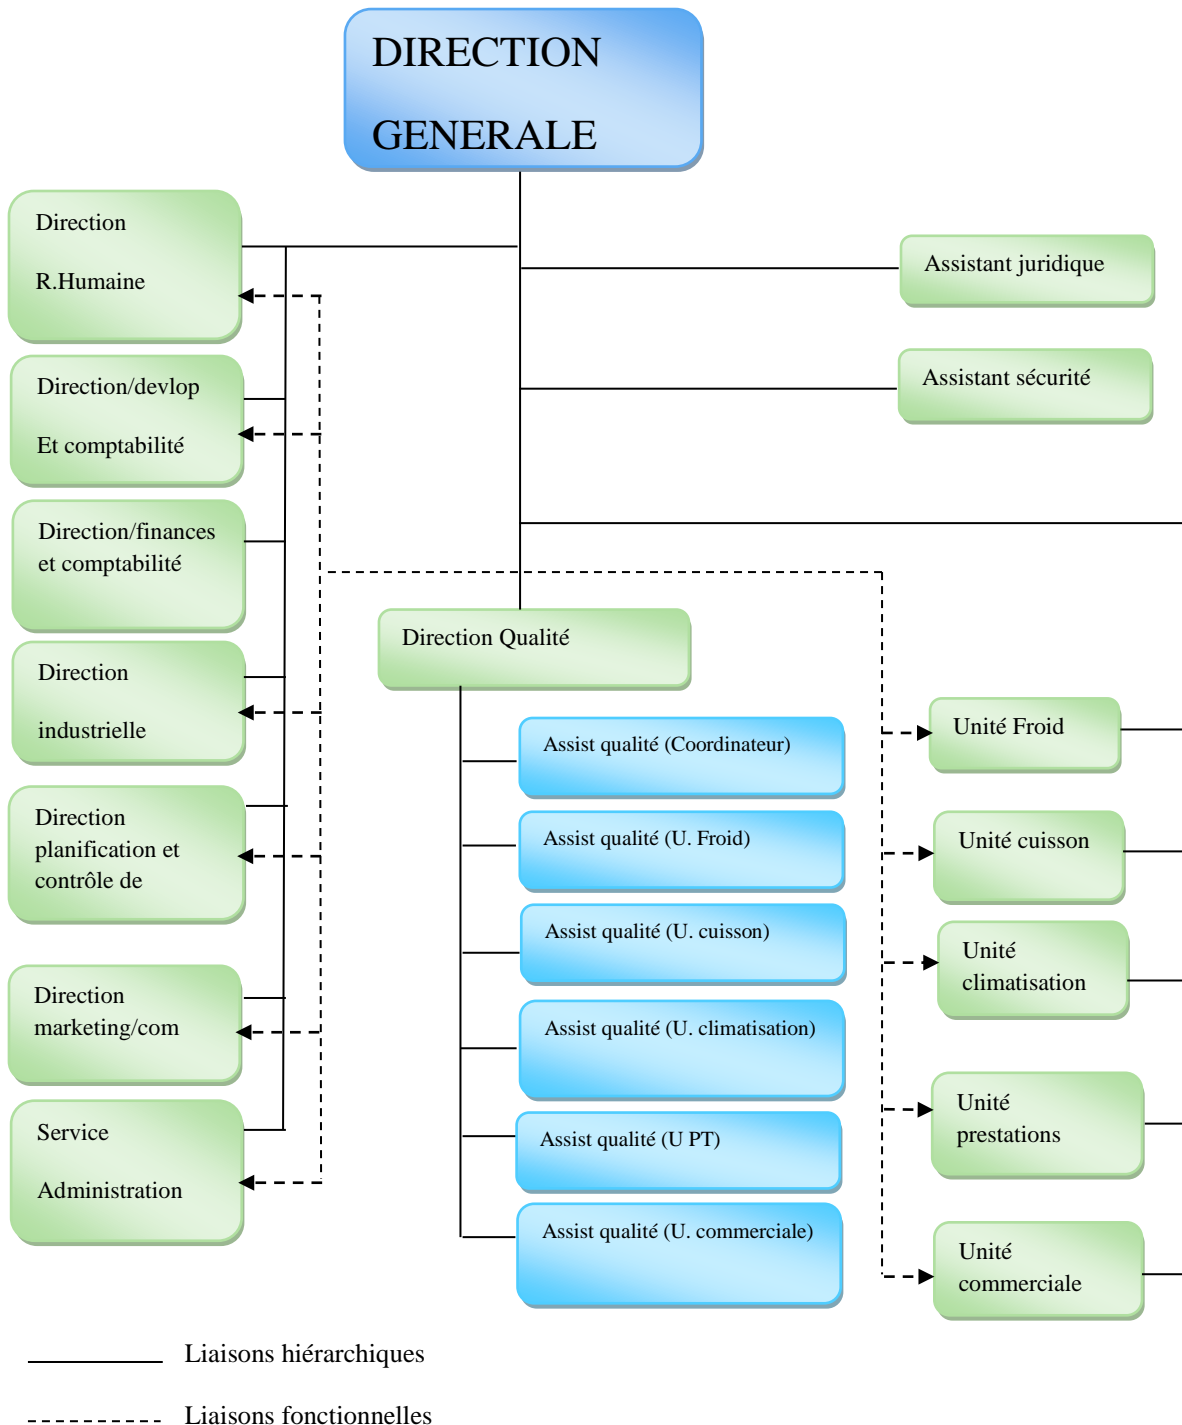 DIRECTION
GENERALE
Direction
R.Humaine
Direction/devlop
Et comptabilité
Direction/finances
et comptabilité
Direction
industrielle
Direction
planification et
contrôle de
Direction
marketing/com
Service
Administration
Assistant juridique
Assistant sécurité
Direction Qualité
Assist qualité (Coordinateur)
Assist qualité (U. Froid)
Assist qualité (U. cuisson)
Assist qualité (U. climatisation)
Assist qualité (U PT)
Assist qualité (U. commerciale)
Unité Froid
Unité cuisson
Unité
climatisation
Unité
prestations
Unité
commerciale
Liaisons hiérarchiques
Liaisons fonctionnelles